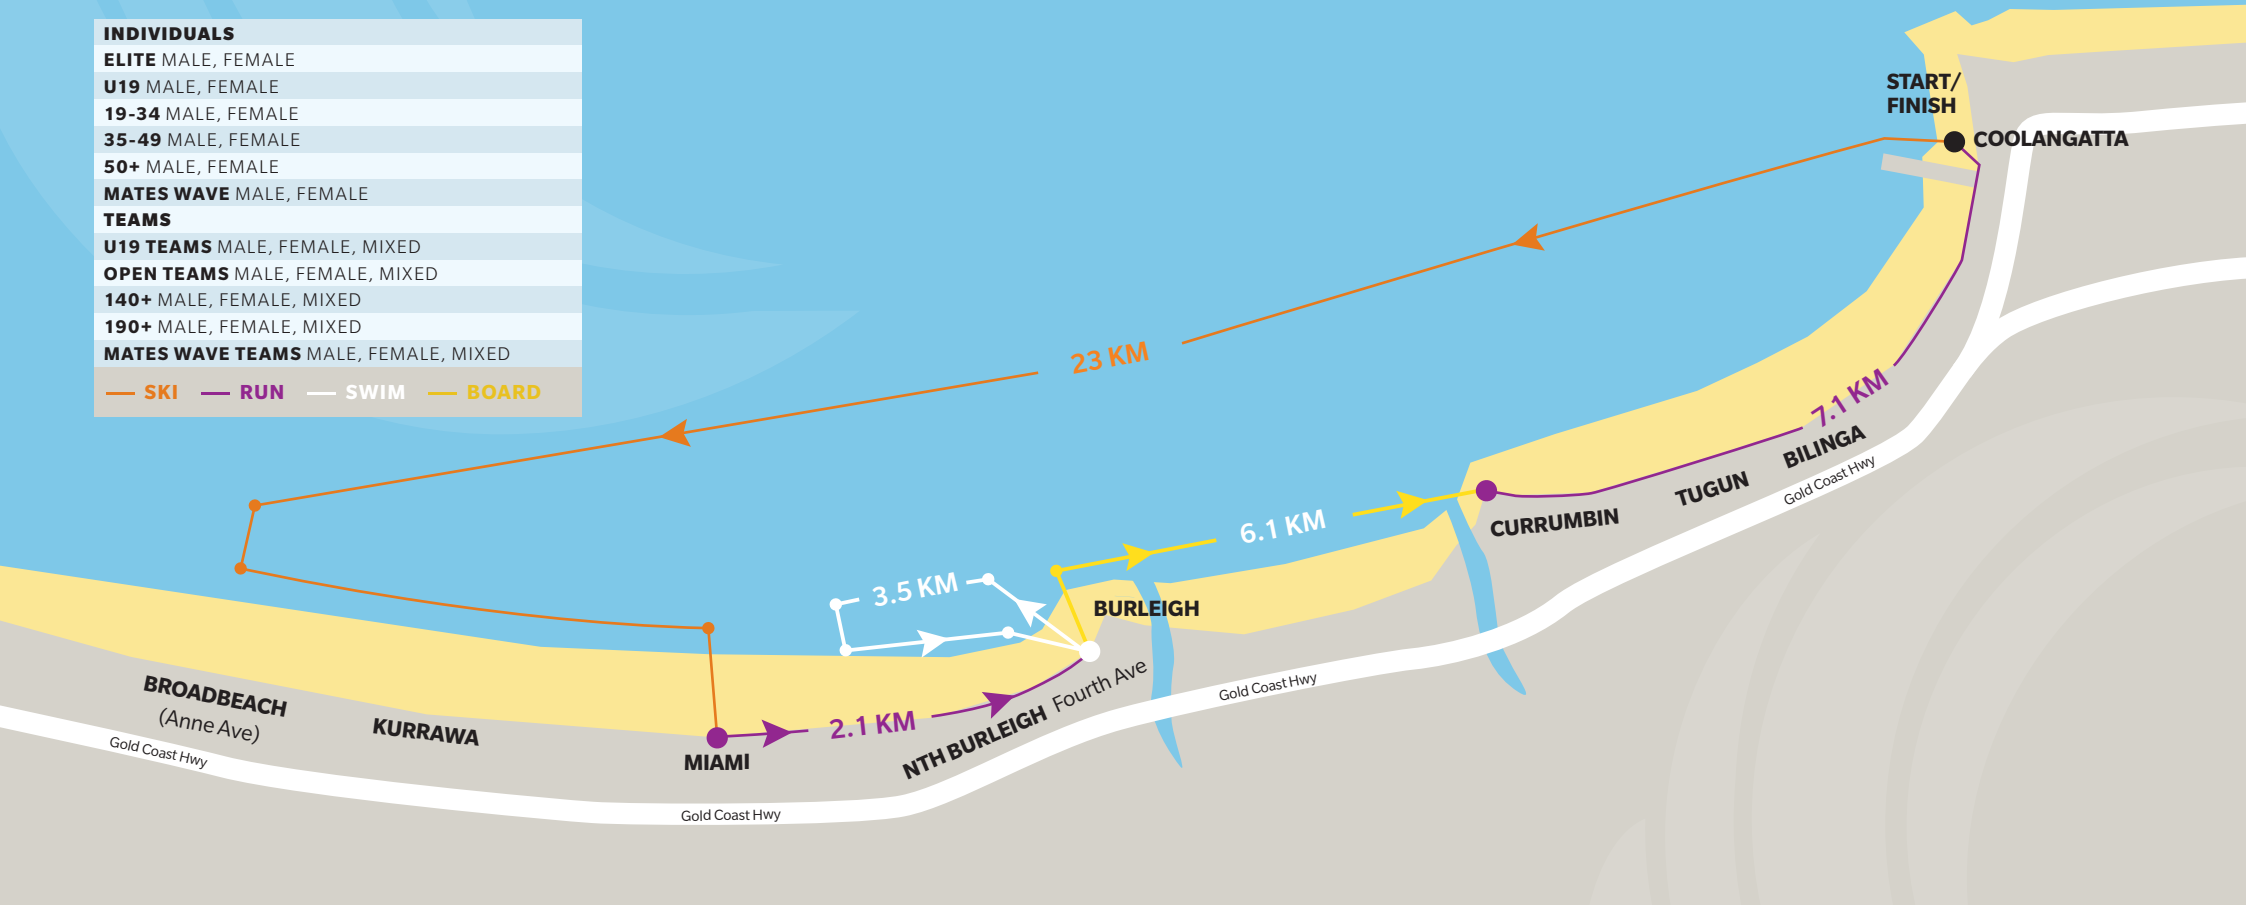 INDIVIDUALS
ELITE MALE, FEMALE
U19 MALE, FEMALE
19-34 MALE, FEMALE
35-49 MALE, FEMALE
50+ MALE, FEMALE
MATES WAVE MALE, FEMALE
TEAMS
U19 TEAMS MALE, FEMALE, MIXED
OPEN TEAMS MALE, FEMALE, MIXED
140+ MALE, FEMALE, MIXED
190+ MALE, FEMALE, MIXED
MATES WAVE TEAMS MALE, FEMALE, MIXED
SKI RUN SWIM BOARD
START/
FINISH
COOLANGATTA
23 KM
7.1 KM
BILINGA
Gold Coast Hwy
TUGUN
CURRUMBIN
6.1 KM
3.5 KM
BURLEIGH
Fourth Ave
NTH BURLEIGH
Gold Coast Hwy
2.1 KM
MIAMI
KURRAWA
BROADBEACH
(Anne Ave)
Gold Coast Hwy
Gold Coast Hwy